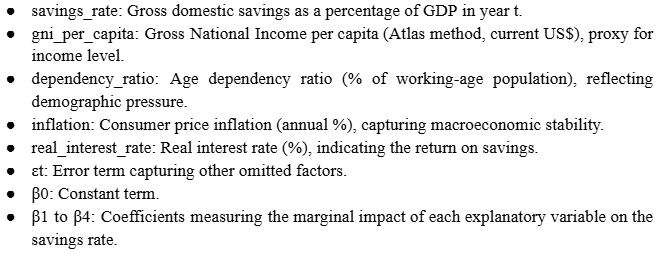 ● savings_rate: Gross domestic savings as a percentage of GDP in year t.
● gni_per_capita: Gross National Income per capita (Atlas method, current US$), proxy for
income level.
● dependency_ratio: Age dependency ratio (% of working-age population), reflecting
demographic pressure.
● inflation: Consumer price inflation (annual %), capturing macroeconomic stability.
● real_interest_rate: Real interest rate (%), indicating the return on savings.
● εt: Error term capturing other omitted factors.
● β0: Constant term.
● β1 to β4: Coefficients measuring the marginal impact of each explanatory variable on the
savings rate.